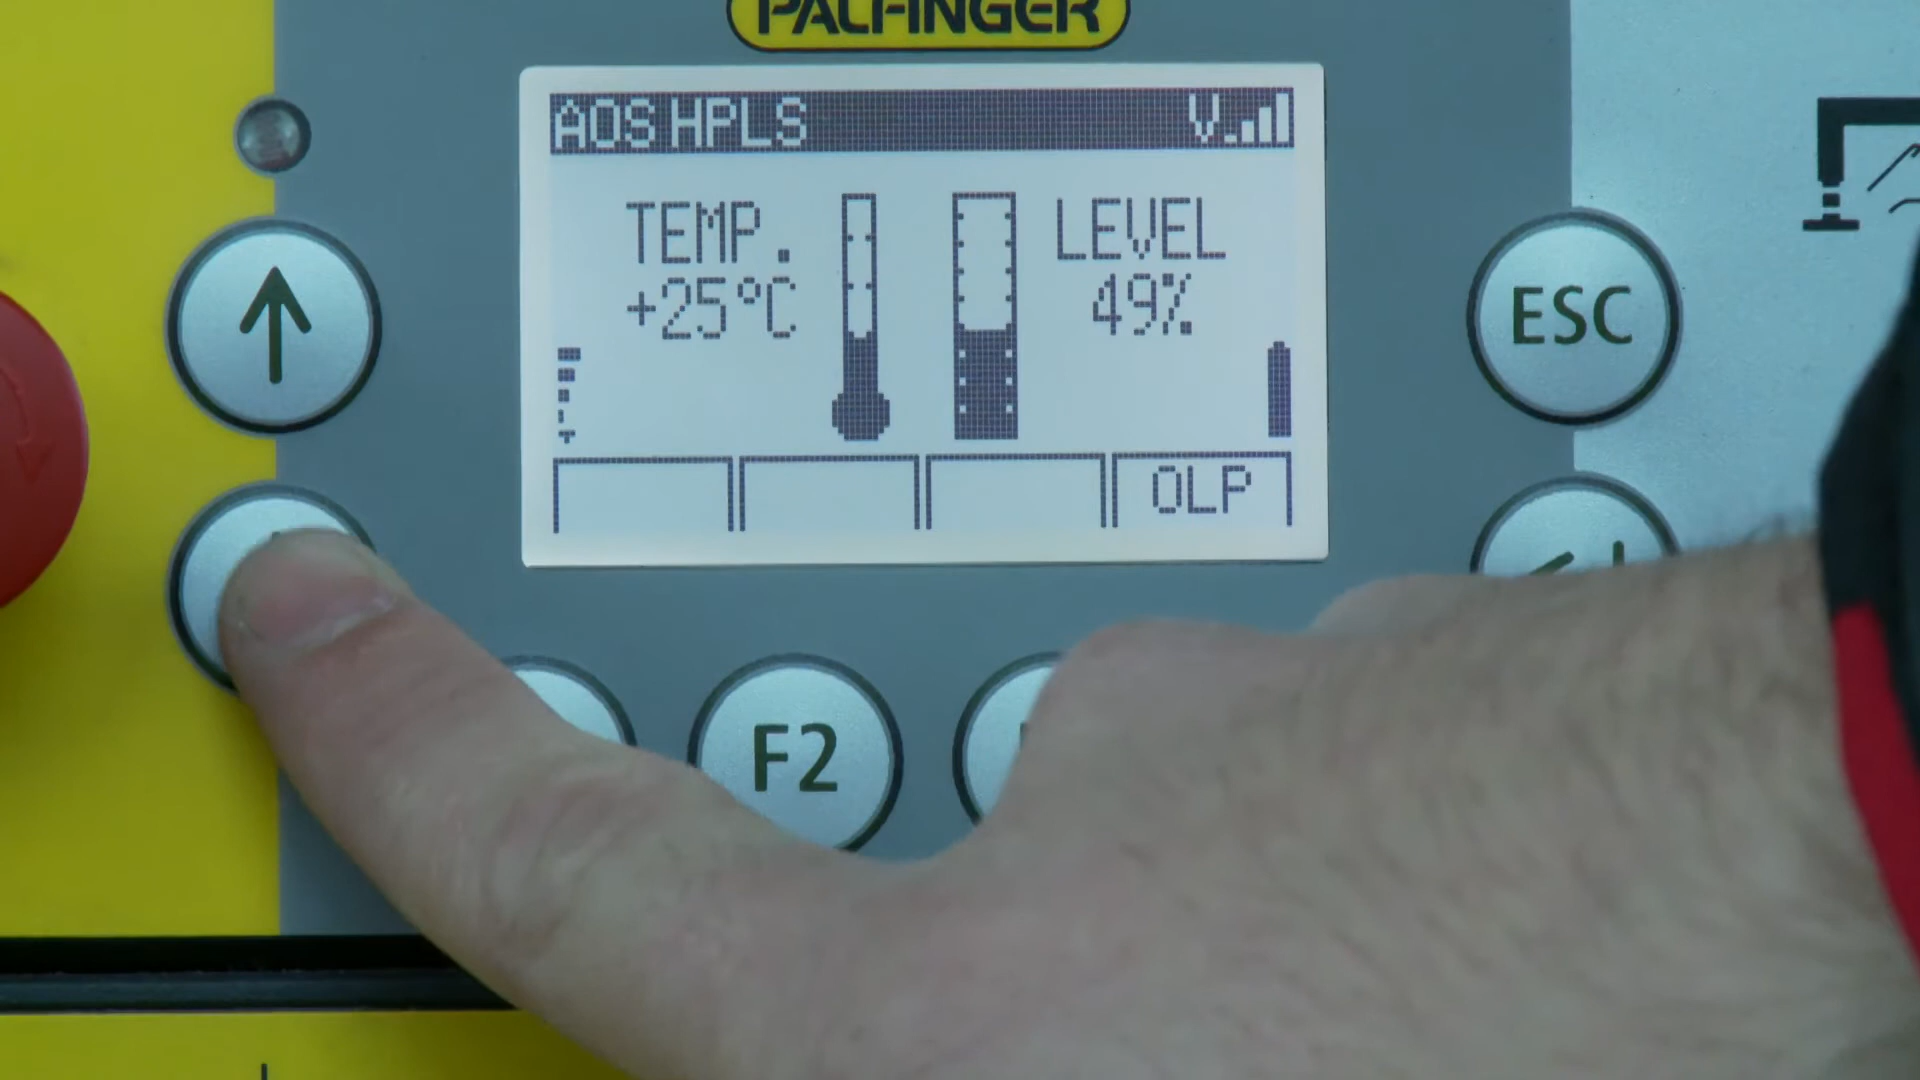 PALFINGER
AOS HPLS V
TEMP. LEVEL
+25°C 49%
OLP
ESC
F2